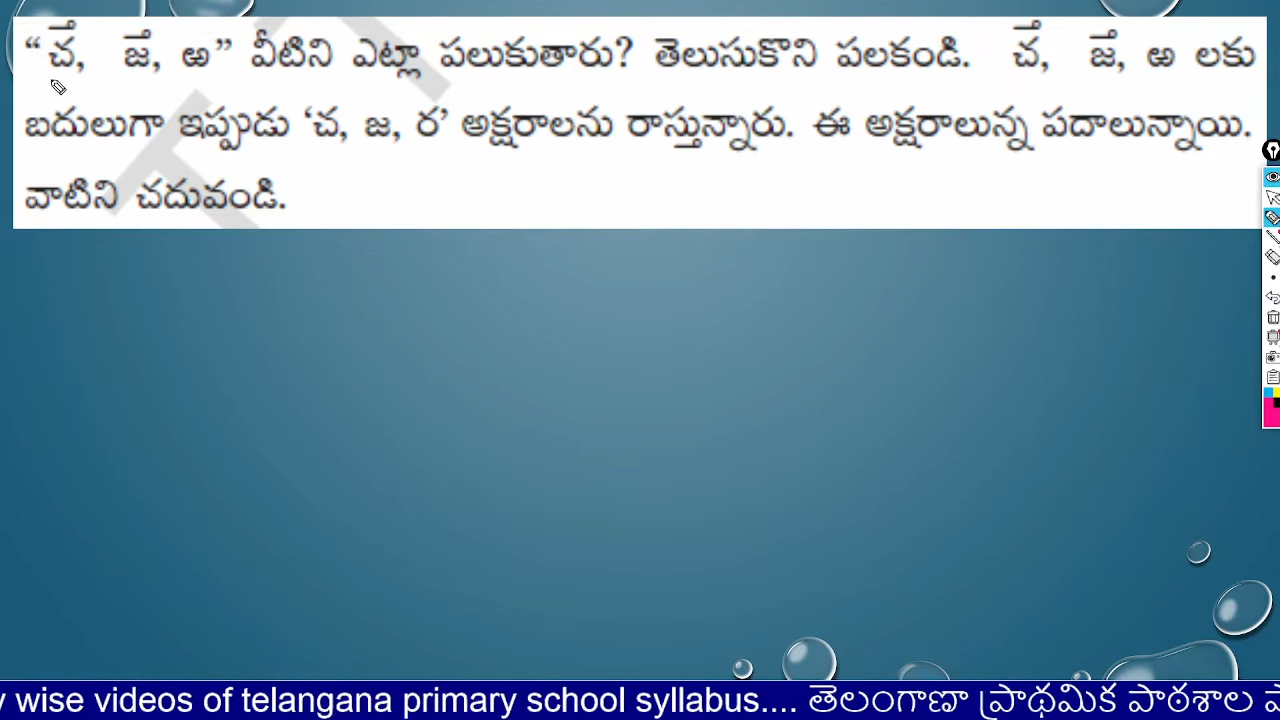 “చ︦, జ︦, ఱ” వీటిని ఎట్లా పలుకుతారు? తెలుసుకొని పలకండి. చ︦, జ︦, ఱ లకు
బదులుగా ఇప్పుడు ‘చ, జ, ర’ అక్షరాలను రాస్తున్నారు. ఈ అక్షరాలున్న పదాలున్నాయి.
వాటిని చదువండి.
y wise videos of telangana primary school syllabus.... తెలంగాణా ప్రాథమిక పాఠశాల